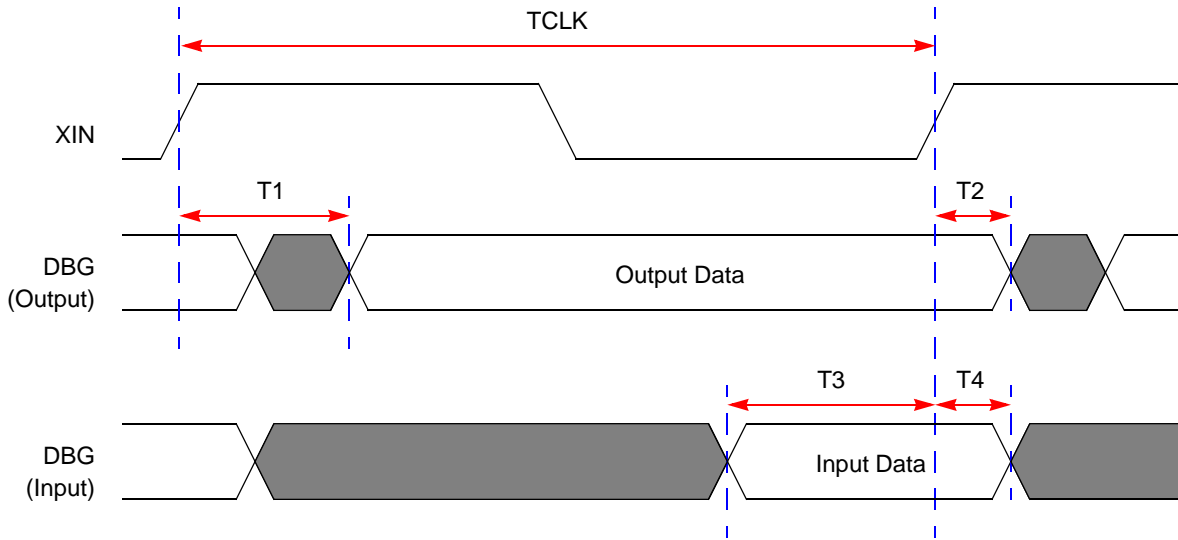 TCLK
XIN
T1
T2
DBG
(Output)
Output Data
T3
T4
DBG
(Input)
Input Data